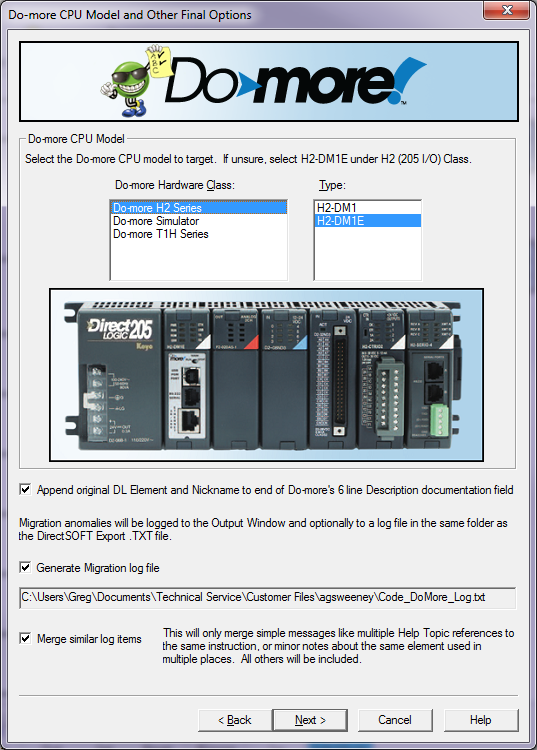 Do-more CPU Model and Other Final Options
ABC
Do-more!™
Do-more CPU Model
Select the Do-more CPU model to target. If unsure, select H2-DM1E under H2 (205 I/O) Class.
Do-more Hardware Class:
Type:
Do-more H2 Series
Do-more Simulator
Do-more T1H Series
H2-DM1
H2-DM1E
Direct
LOGIC 205
Koyo
Append original DL Element and Nickname to end of Do-more's 6 line Description documentation field
Migration anomalies will be logged to the Output Window and optionally to a log file in the same folder as
the DirectSOFT Export .TXT file.
Generate Migration log file
C:\Users\Greg\Documents\Technical Service\Customer Files\agsweeney\Code_DoMore_Log.txt
Merge similar log items
This will only merge simple messages like mulitiple Help Topic references to
the same instruction, or minor notes about the same element used in
multiple places. All others will be included.
< Back
Next >
Cancel
Help